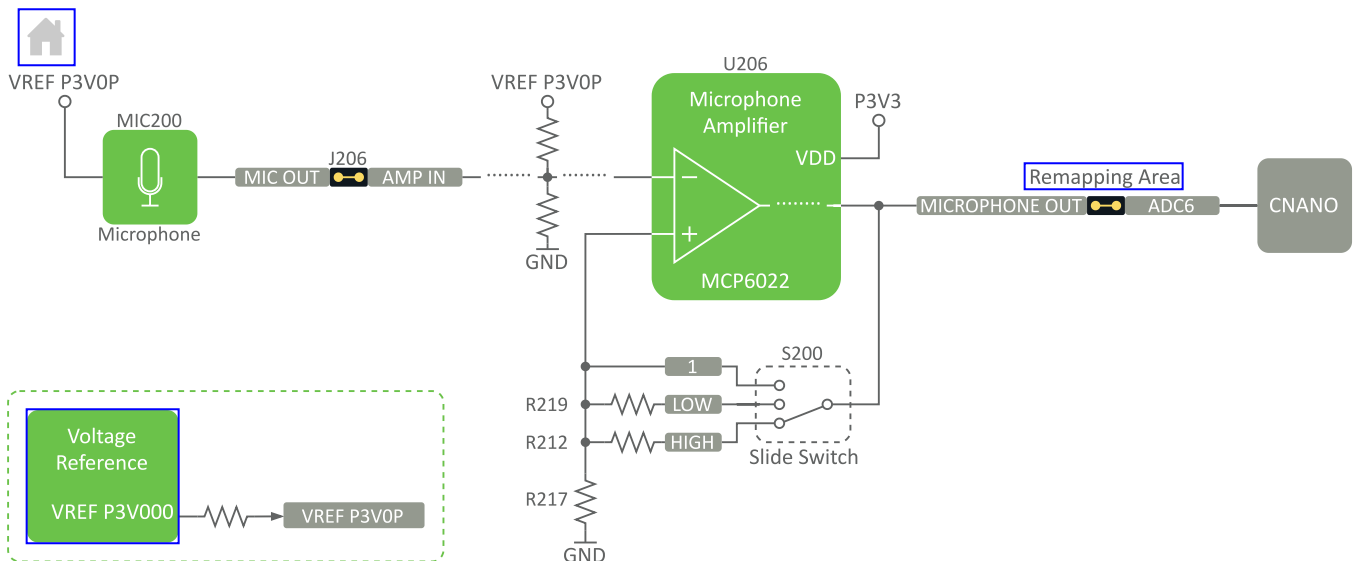 VREF P3V0P
MIC200
Microphone
MIC OUT
J206
AMP IN
VREF P3V0P
GND
U206
Microphone
Amplifier
VDD
MCP6022
P3V3
Remapping Area
MICROPHONE OUT
ADC6
CNANO
1
S200
R219
LOW
R212
HIGH
Slide Switch
R217
GND
Voltage
Reference
VREF P3V000
VREF P3V0P